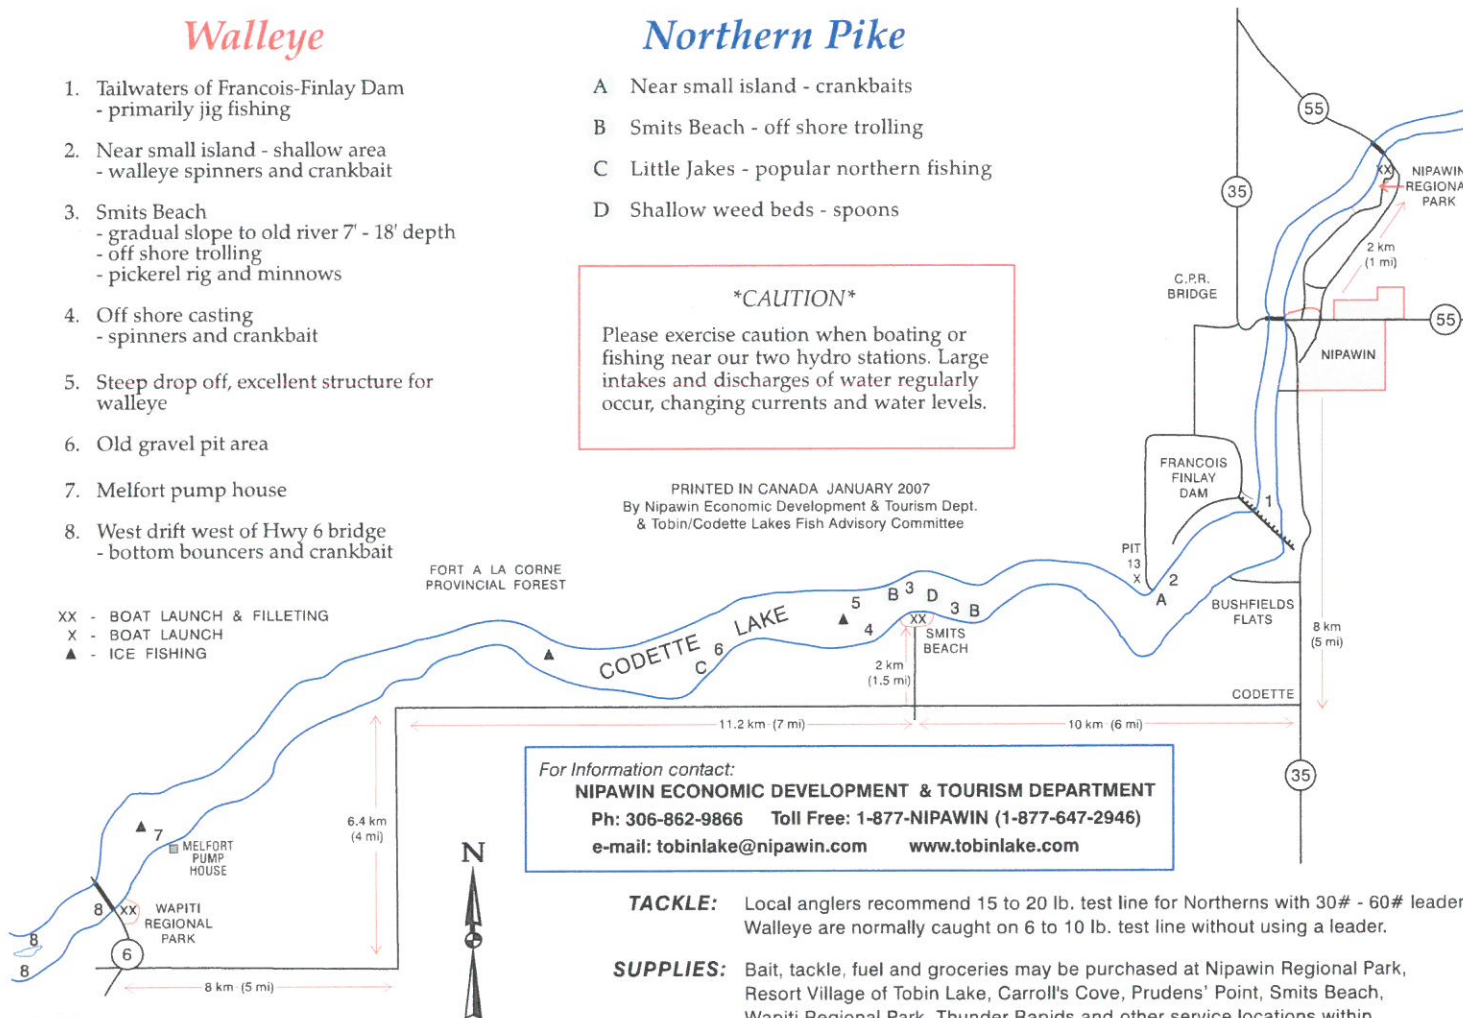 Walleye
1. Tailwaters of Francois-Finlay Dam
- primarily jig fishing
2. Near small island - shallow area
- walleye spinners and crankbait
3. Smits Beach
- gradual slope to old river 7' - 18' depth
- off shore trolling
- pickerel rig and minnows
4. Off shore casting
- spinners and crankbait
5. Steep drop off, excellent structure for
walleye
6. Old gravel pit area
7. Melfort pump house
8. West drift west of Hwy 6 bridge
- bottom bouncers and crankbait
XX - BOAT LAUNCH & FILLETING
X - BOAT LAUNCH
▲ - ICE FISHING
Northern Pike
A Near small island - crankbaits
B Smits Beach - off shore trolling
C Little Jakes - popular northern fishing
D Shallow weed beds - spoons
*CAUTION*
Please exercise caution when boating or
fishing near our two hydro stations. Large
intakes and discharges of water regularly
occur, changing currents and water levels.
PRINTED IN CANADA JANUARY 2007
By Nipawin Economic Development & Tourism Dept.
& Tobin/Codette Lakes Fish Advisory Committee
55
35
XX
NIPAWIN
REGIONA
PARK
2 km
(1 mi)
C.P.R.
BRIDGE
55
NIPAWIN
FRANCOIS
FINLAY
DAM
1
PIT
13
X
2
A
BUSHFIELDS
FLATS
8 km
(5 mi)
FORT A LA CORNE
PROVINCIAL FOREST
CODETTE LAKE
5
B
3
D
3
B
4
XX
SMITS
BEACH
6
C
2 km
(1.5 mi)
CODETTE
11.2 km (7 mi)
10 km (6 mi)
35
6.4 km
(4 mi)
7
MELFORT
PUMP
HOUSE
8
XX
WAPITI
REGIONAL
PARK
8
8
6
8 km (5 mi)
N
For Information contact:
NIPAWIN ECONOMIC DEVELOPMENT & TOURISM DEPARTMENT
Ph: 306-862-9866 Toll Free: 1-877-NIPAWIN (1-877-647-2946)
e-mail: tobinlake@nipawin.com www.tobinlake.com
TACKLE: Local anglers recommend 15 to 20 lb. test line for Northerns with 30# - 60# leader
Walleye are normally caught on 6 to 10 lb. test line without using a leader.
SUPPLIES: Bait, tackle, fuel and groceries may be purchased at Nipawin Regional Park,
Resort Village of Tobin Lake, Carroll's Cove, Prudens' Point, Smits Beach,
Wapiti Regional Park, Thunder Rapids and other service locations within